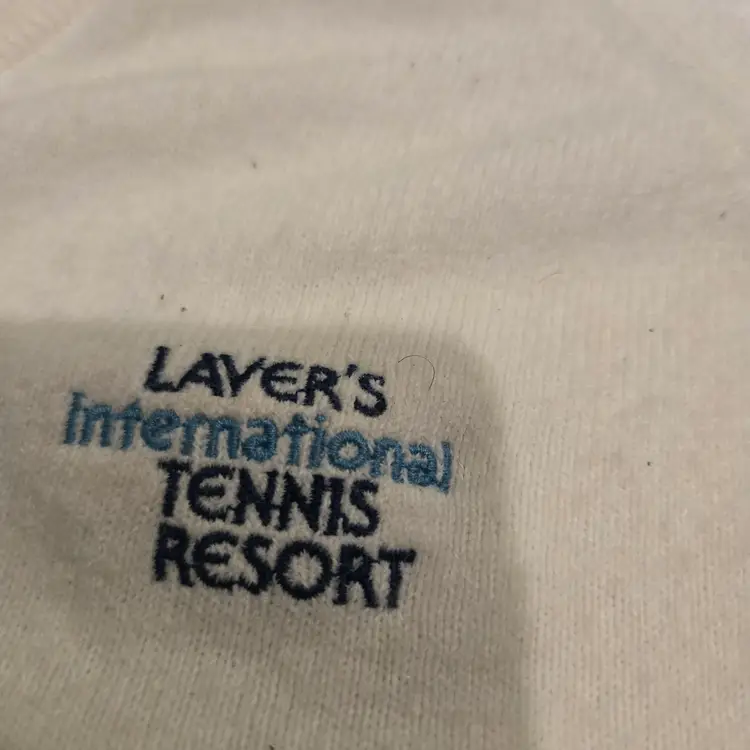 LAVER'S
International
TENNIS
RESORT